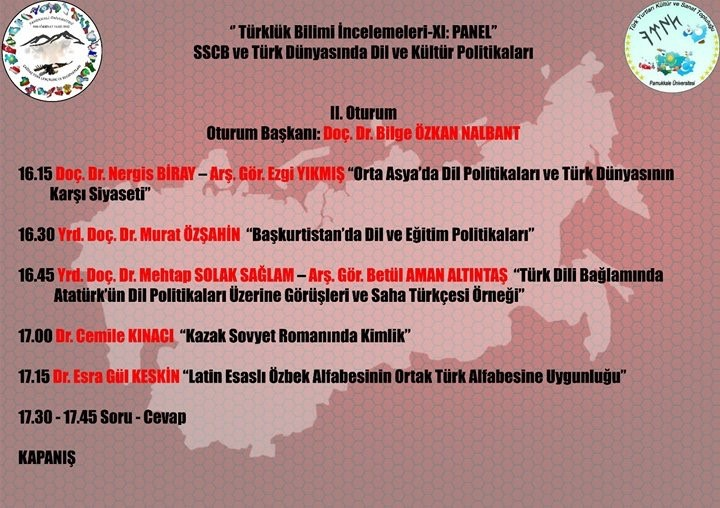 “ Türklük Bilimi İncelemeleri-XI: PANEL”
SSCB ve Türk Dünyasında Dil ve Kültür Politikaları
II. Oturum
Oturum Başkanı: Doç. Dr. Bilge ÖZKAN NALBANT
16.15 Doç. Dr. Nergis BİRAY – Arş. Gör. Ezgi YIKMIŞ “Orta Asya’da Dil Politikaları ve Türk Dünyasının
Karşı Siyaseti”
16.30 Yrd. Doç. Dr. Murat ÖZŞAHİN “Başkurtistan’da Dil ve Eğitim Politikaları”
16.45 Yrd. Doç. Dr. Mehtap SOLAK SAĞLAM – Arş. Gör. Betül AMAN ALTINTAŞ “Türk Dili Bağlamında
Atatürk’ün Dil Politikaları Üzerine Görüşleri ve Saha Türkçesi Örneği”
17.00 Dr. Cemile KINACI “Kazak Sovyet Romanında Kimlik”
17.15 Dr. Esra Gül KESKİN “Latin Esaslı Özbek Alfabesinin Ortak Türk Alfabesine Uygunluğu”
17.30 - 17.45 Soru - Cevap
KAPANIŞ
Türk Yurtları Kültür ve Sanat Topluluğu
Pamukkale Üniversitesi